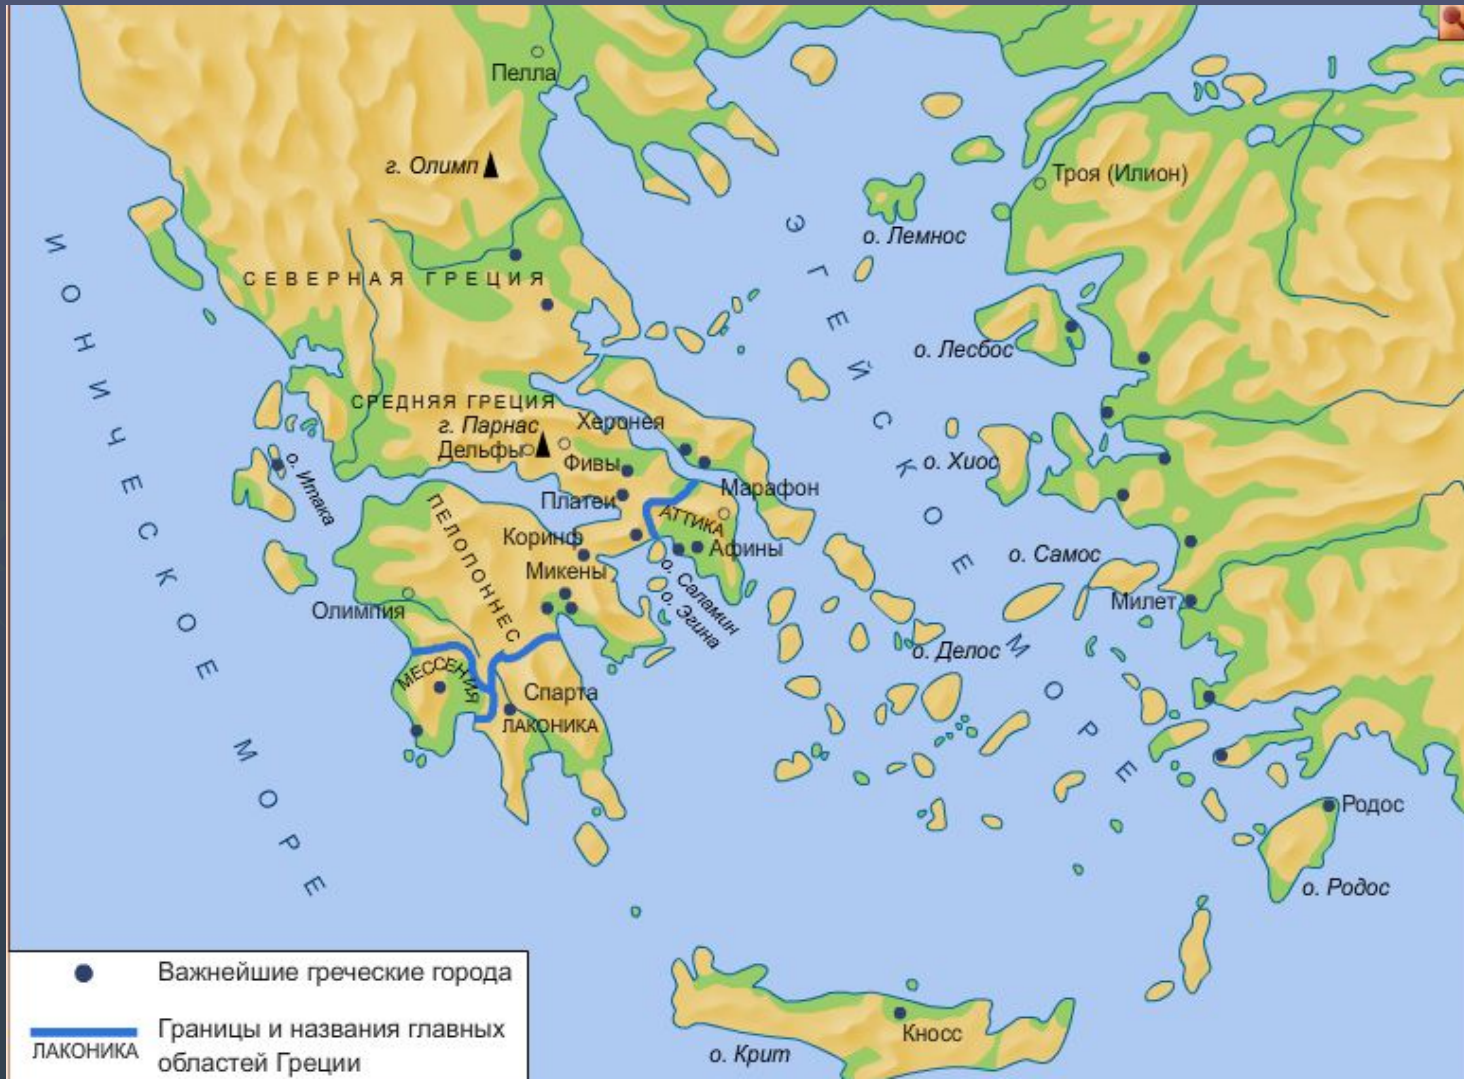 Пелла
г. Олимп
Троя (Илион)
о. Лемнос
ЭГЕЙСКОЕ МОРЕ
СЕВЕРНАЯ ГРЕЦИЯ
ИОНИЧЕСКОЕ МОРЕ
о. Лесбос
СРЕДНЯЯ ГРЕЦИЯ
г. Парнас
Херонея
Дельфы
Фивы
о. Хиос
о. Итака
Платеи
Марафон
АТТИКА
ПЕЛОПОННЕС
Коринф
Афины
о. Самос
Микены
о. Саламин
о. Эгина
Олимпия
Милет
о. Делос
МЕССЕНИЯ
Спарта
ЛАКОНИКА
Родос
о. Родос
Кносс
о. Крит
Важнейшие греческие города
ЛАКОНИКА
Границы и названия главных
областей Греции